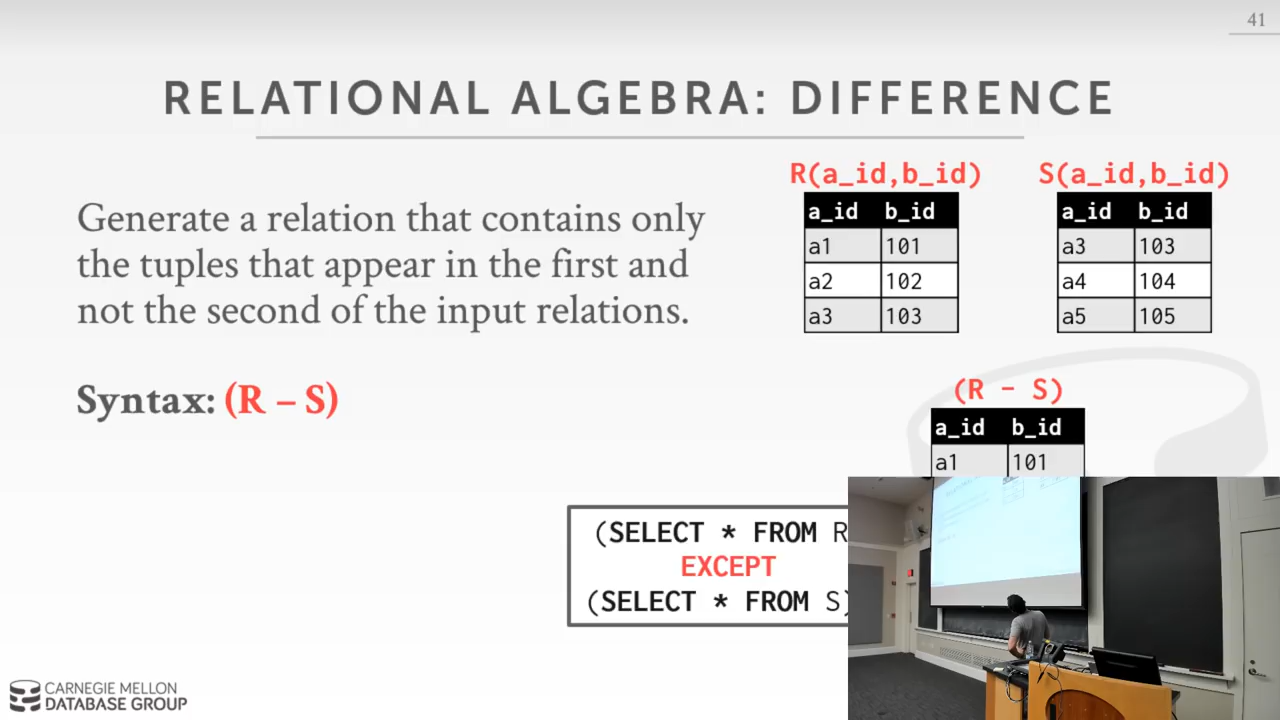 41
RELATIONAL ALGEBRA: DIFFERENCE
Generate a relation that contains only
the tuples that appear in the first and
not the second of the input relations.
Syntax: (R – S)
R(a_id,b_id)
a_id b_id
a1 101
a2 102
a3 103
S(a_id,b_id)
a_id b_id
a3 103
a4 104
a5 105
(R – S)
a_id b_id
a1 101
(SELECT * FROM R
EXCEPT
(SELECT * FROM S)
CARNEGIE MELLON
DATABASE GROUP